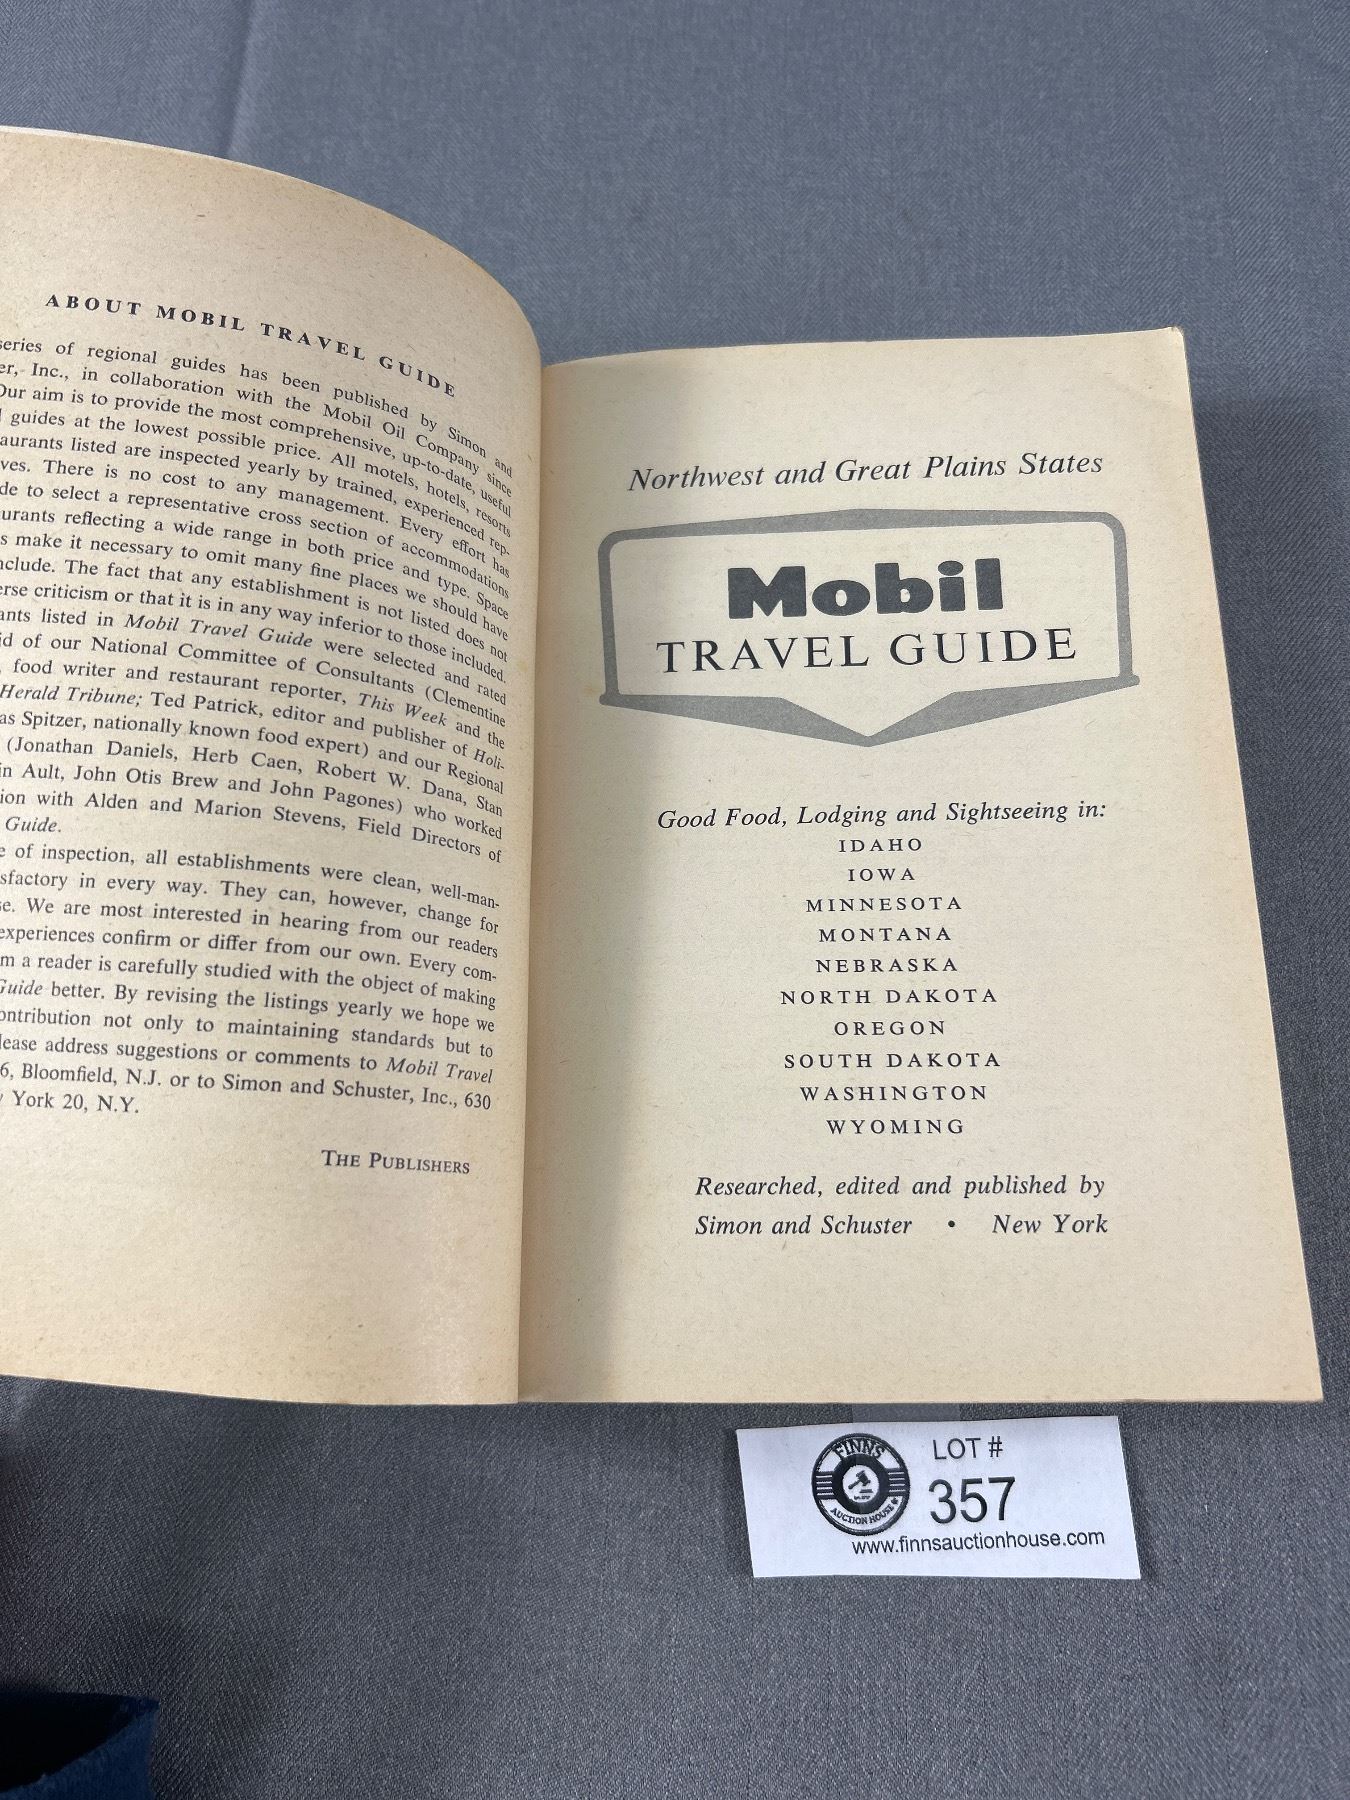 ABOUT MOBIL TRAVEL GUIDE
series of regional guides has been published by Simon and
Inc., in collaboration with the Mobil Oil Company since
Our aim is to provide the most comprehensive, up-to-date, useful
guides at the lowest possible price. All motels, hotels, resorts
listed are inspected yearly by trained, experienced rep-
There is no cost to any management. Every effort has
to select a representative cross section of accommodations
reflecting a wide range in both price and type. Space
make it necessary to omit many fine places we should have
The fact that any establishment is not listed does not
criticism or that it is in any way inferior to those included.
listed in Mobil Travel Guide were selected and rated
of our National Committee of Consultants (Clementine
, food writer and restaurant reporter, This Week and the
Herald Tribune; Ted Patrick, editor and publisher of Holi-
Spitzer, nationally known food expert) and our Regional
(Jonathan Daniels, Herb Caen, Robert W. Dana, Stan
Ault, John Otis Brew and John Pagones) who worked
with Alden and Marion Stevens, Field Directors of
Guide.
of inspection, all establishments were clean, well-man-
in every way. They can, however, change for
We are most interested in hearing from our readers
experiences confirm or differ from our own. Every com-
a reader is carefully studied with the object of making
Guide better. By revising the listings yearly we hope we
not only to maintaining standards but to
address suggestions or comments to Mobil Travel
6, Bloomfield, N.J. or to Simon and Schuster, Inc., 630
York 20, N.Y.
THE PUBLISHERS
Northwest and Great Plains States
Mobil
TRAVEL GUIDE
Good Food, Lodging and Sightseeing in:
IDAHO
IOWA
MINNESOTA
MONTANA
NEBRASKA
NORTH DAKOTA
OREGON
SOUTH DAKOTA
WASHINGTON
WYOMING
Researched, edited and published by
Simon and Schuster • New York
FINNS
AUCTION HOUSE
LOT #
357
www.finnsauctionhouse.com